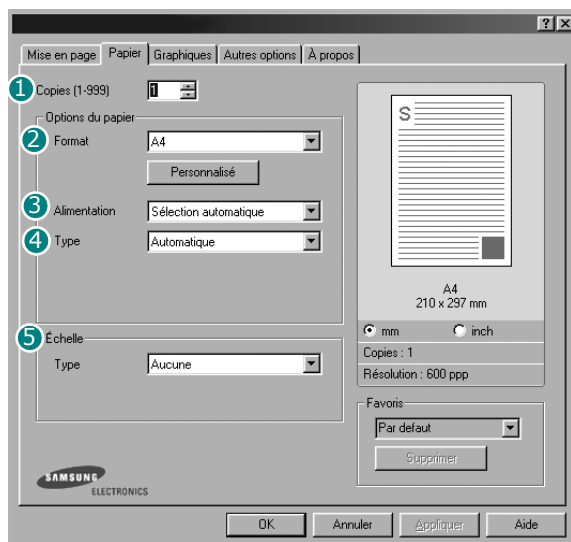 ? x
Mise en page Papier Graphiques Autres options À propos
1 Copies (1-999) 1
Options du papier
2 Format A4
Personnalisé
3 Alimentation Sélection automatique
4 Type Automatique
5 Échelle
Type Aucune
S
A4
210 x 297 mm
mm inch
Copies : 1
Résolution : 600 ppp
Favoris
Par defaut
Supprimer
SAMSUNG
ELECTRONICS
OK Annuler Appliquer Aide